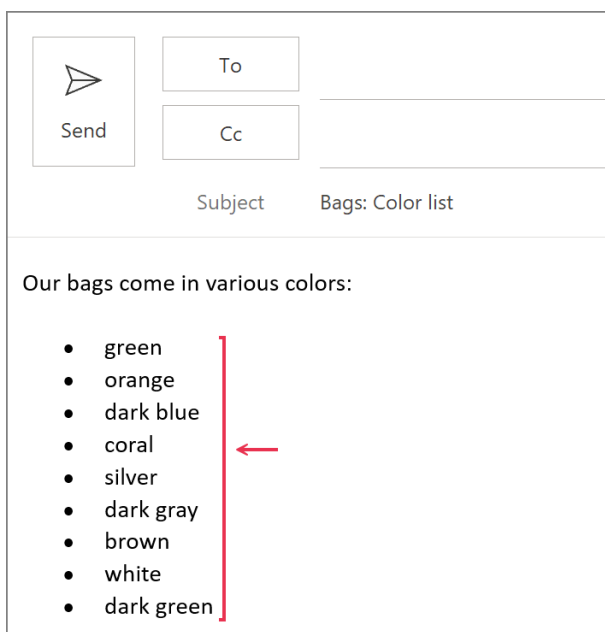 To
Send
Cc
Subject
Bags: Color list
Our bags come in various colors:
• green
• orange
• dark blue
• coral
• silver
• dark gray
• brown
• white
• dark green